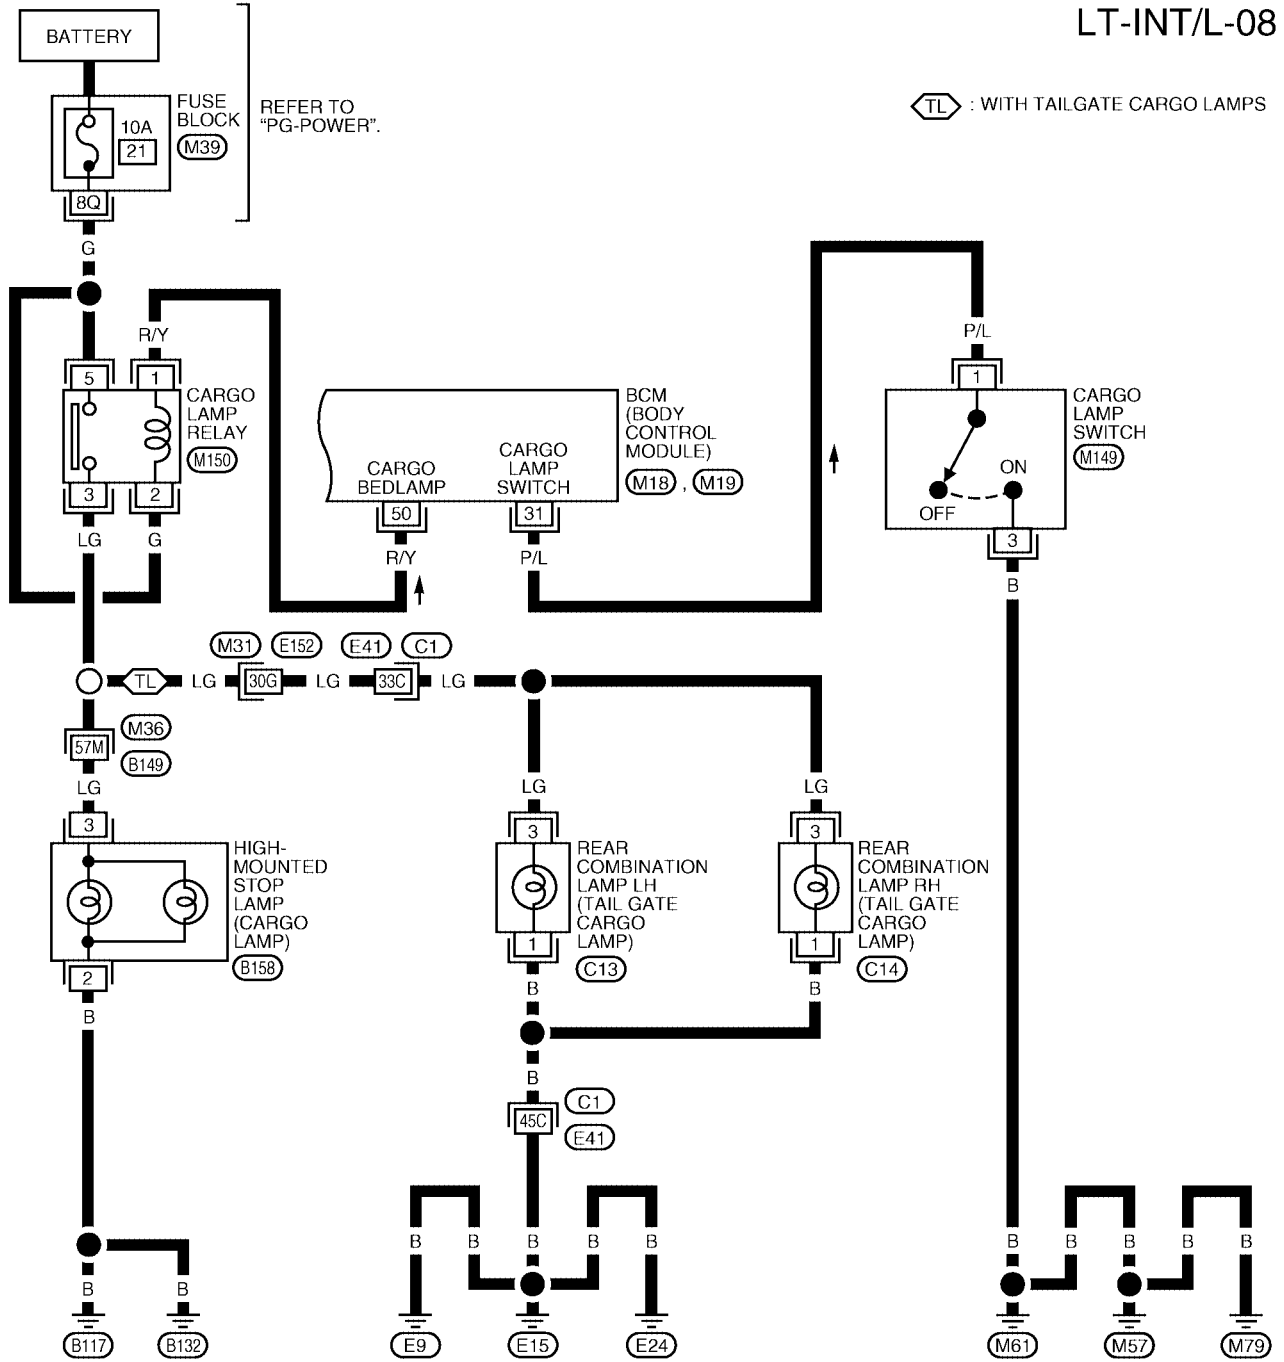 LT-INT/L-08
BATTERY
TL : WITH TAILGATE CARGO LAMPS
FUSE
BLOCK
M39
REFER TO
"PG-POWER".
10A
21
8Q
G
R/Y
P/L
5
1
CARGO
LAMP
RELAY
M150
3
2
LG
G
BCM
(BODY
CONTROL
MODULE)
M18 , M19
CARGO
BEDLAMP
CARGO
LAMP
SWITCH
50
31
R/Y
P/L
1
CARGO
LAMP
SWITCH
M149
ON
OFF
3
B
M31
E152
E41
C1
TL
LG
30G
LG
33C
LG
M36
57M
B149
LG
LG
LG
3
HIGH-
MOUNTED
STOP
LAMP
(CARGO
LAMP)
B158
2
B
3
REAR
COMBINATION
LAMP LH
(TAIL GATE
CARGO
LAMP)
C13
1
B
3
REAR
COMBINATION
LAMP RH
(TAIL GATE
CARGO
LAMP)
C14
1
B
B
C1
45C
E41
B
B
B
B
B
B
B
B
B
B
B
B
B117
B132
E9
E15
E24
M61
M57
M79